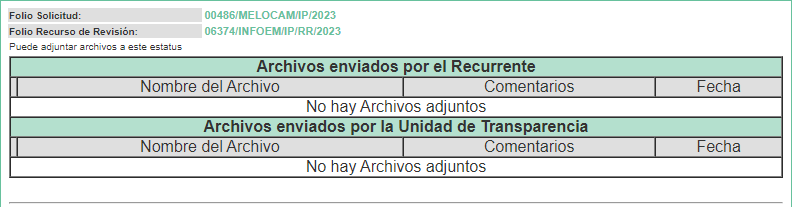 Folio Solicitud: 00486/MELOCAM/IP/2023
Folio Recurso de Revisión: 06374/INFOEM/IP/RR/2023
Puede adjuntar archivos a este estatus
Archivos enviados por el Recurrente
Nombre del Archivo Comentarios Fecha
No hay Archivos adjuntos
Archivos enviados por la Unidad de Transparencia
Nombre del Archivo Comentarios Fecha
No hay Archivos adjuntos